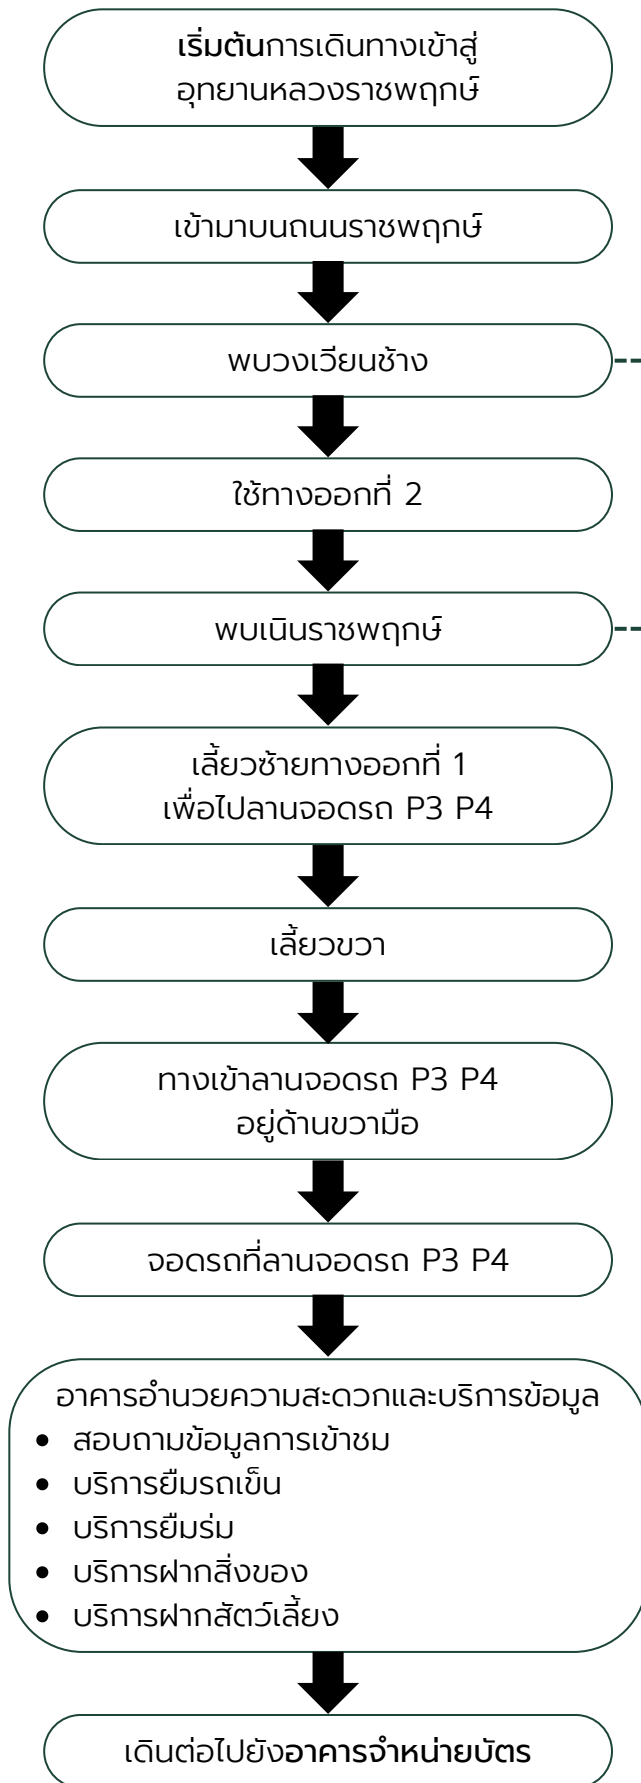 เริ่มต้นการเดินทางเข้าสู่
อุทยานหลวงราชพฤกษ์
เข้ามาบนถนนราชพฤกษ์
พบวงเวียนช้าง
ใช้ทางออกที่ 2
พบเนินราชพฤกษ์
เลี้ยวซ้ายทางออกที่ 1
เพื่อไปลานจอดรถ P3 P4
เลี้ยวขวา
ทางเข้าลานจอดรถ P3 P4
อยู่ด้านขวามือ
จอดรถที่ลานจอดรถ P3 P4
อาคารอำนวยความสะดวกและบริการข้อมูล
• สอบถามข้อมูลการเข้าชม
• บริการยืมรถเข็น
• บริการยืมร่ม
• บริการฝากสิ่งของ
• บริการฝากสัตว์เลี้ยง
เดินต่อไปยังอาคารจำหน่ายบัตร